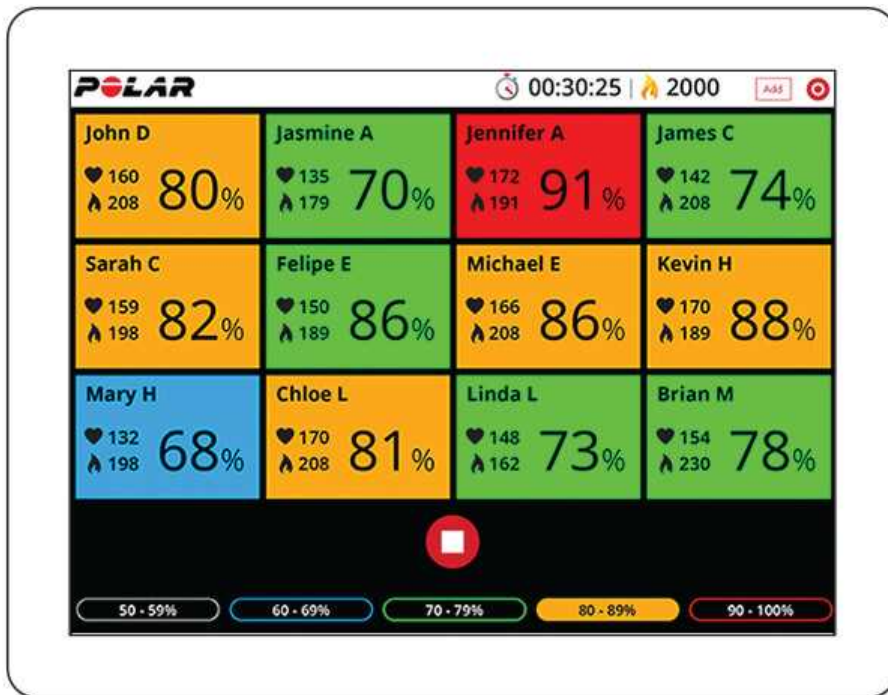 POLAR 00:30:25 | 2000 Add
John D
160
208
80%
Jasmine A
135
179
70%
Jennifer A
172
191
91%
James C
142
208
74%
Sarah C
159
198
82%
Felipe E
150
189
86%
Michael E
166
208
86%
Kevin H
170
189
88%
Mary H
132
198
68%
Chloe L
170
208
81%
Linda L
148
162
73%
Brian M
154
230
78%
50 - 59% 60 - 69% 70 - 79% 80 - 89% 90 - 100%